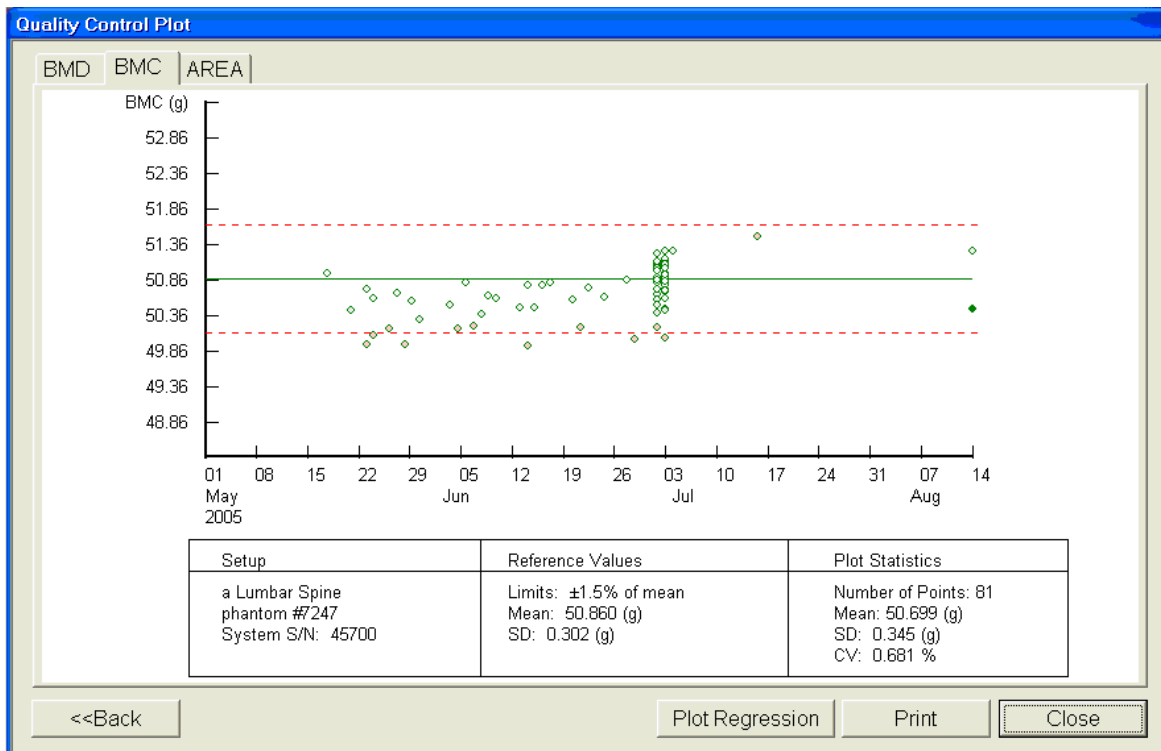 Quality Control Plot
BMD BMC AREA
BMC (g)
52.86
52.36
51.86
51.36
50.86
50.36
49.86
49.36
48.86
01 08 15 22 29 05 12 19 26 03 10 17 24 31 07 14
May Jun Jul Aug
2005
Setup
a Lumbar Spine
phantom #7247
System S/N: 45700
Reference Values
Limits: ±1.5% of mean
Mean: 50.860 (g)
SD: 0.302 (g)
Plot Statistics
Number of Points: 81
Mean: 50.699 (g)
SD: 0.345 (g)
CV: 0.681 %
<<Back Plot Regression Print Close